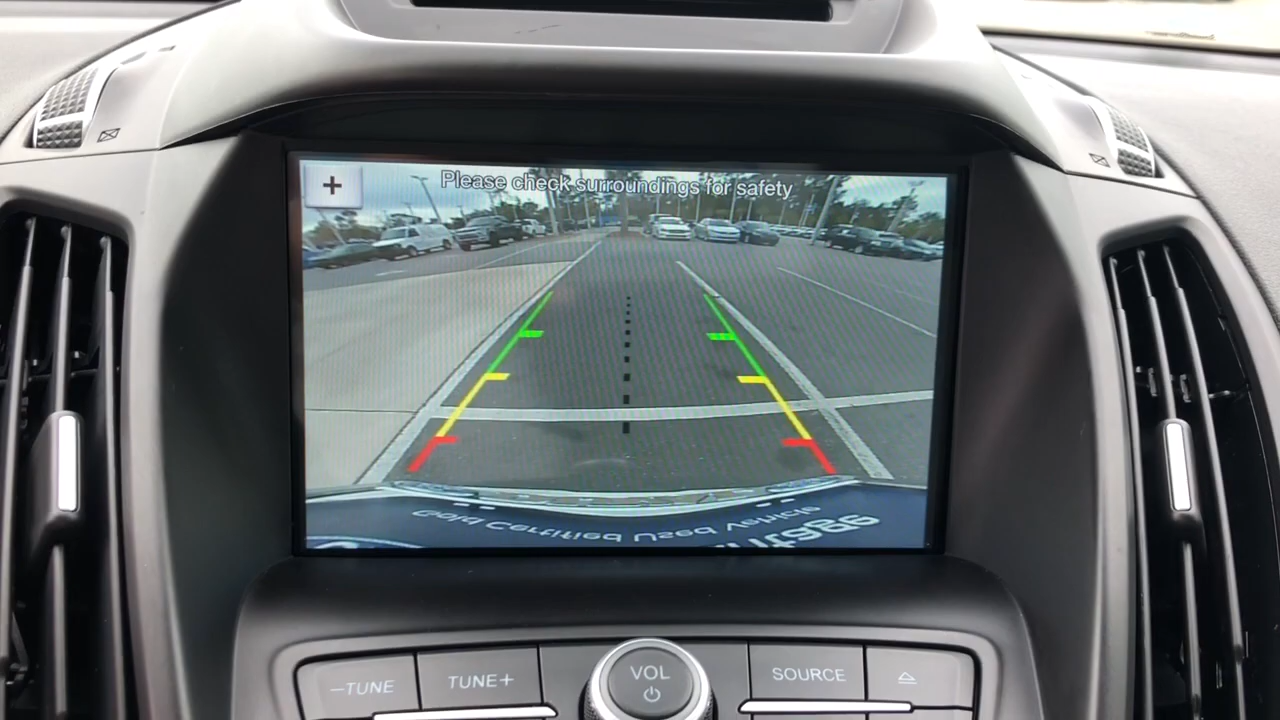 + Please check surroundings for safety
Gold Certified Used Vehicle
-TUNE TUNE+ VOL SOURCE